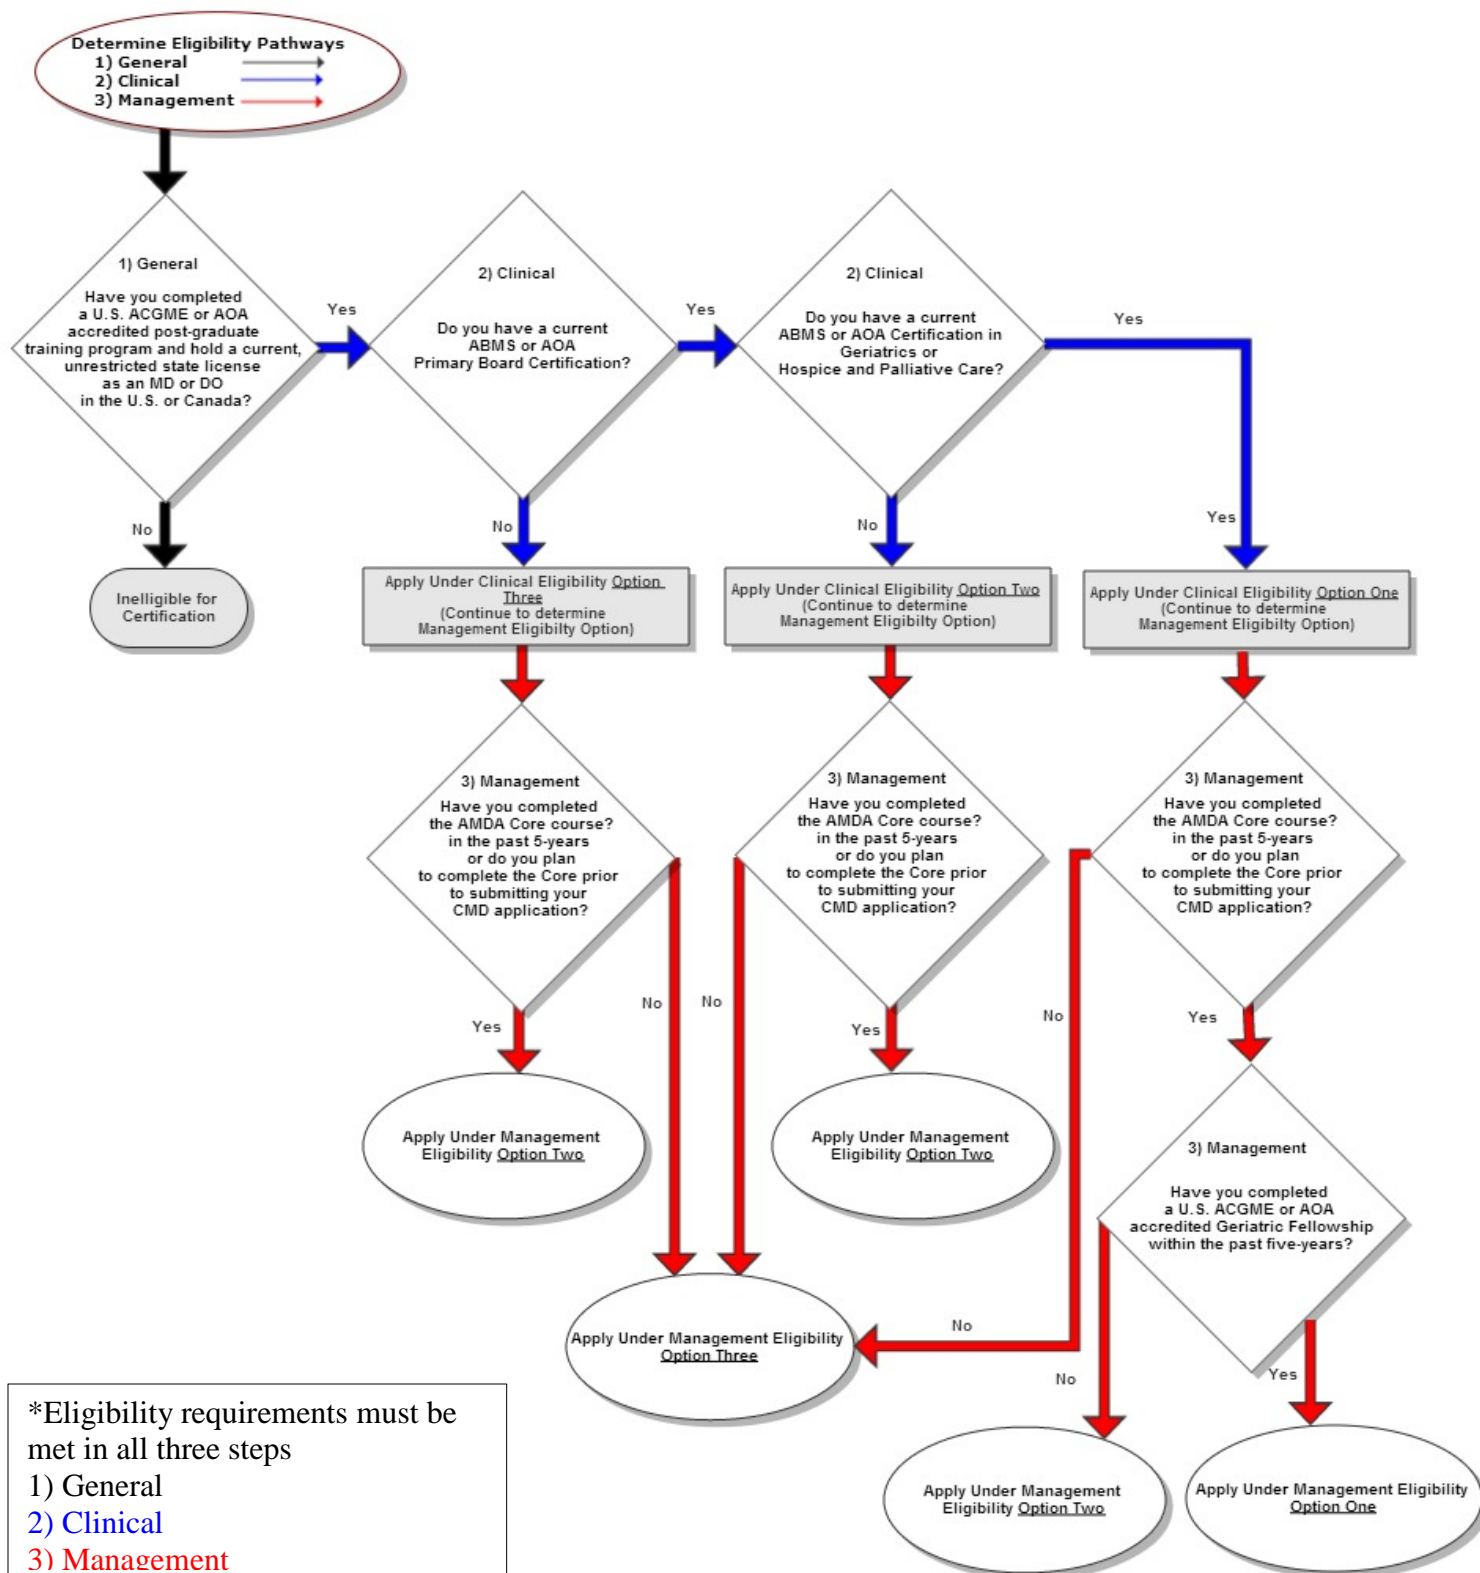 Determine Eligibility Pathways
1) General
2) Clinical
3) Management
1) General
Have you completed
a U.S. ACGME or AOA
accredited post-graduate
training program and hold a current,
unrestricted state license
as an MD or DO
in the U.S. or Canada?
Yes
2) Clinical
Do you have a current
ABMS or AOA
Primary Board Certification?
Yes
2) Clinical
Do you have a current
ABMS or AOA Certification in
Geriatrics or
Hospice and Palliative Care?
Yes
No
No
No
Yes
Inelligible for
Certification
Apply Under Clinical Eligibility Option
Three
(Continue to determine
Management Eligibilty Option)
Apply Under Clinical Eligibility Option Two
(Continue to determine
Management Eligibilty Option)
Apply Under Clinical Eligibility Option One
(Continue to determine
Management Eligibilty Option)
3) Management
Have you completed
the AMDA Core course?
in the past 5-years
or do you plan
to complete the Core prior
to submitting your
CMD application?
3) Management
Have you completed
the AMDA Core course?
in the past 5-years
or do you plan
to complete the Core prior
to submitting your
CMD application?
3) Management
Have you completed
the AMDA Core course?
in the past 5-years
or do you plan
to complete the Core prior
to submitting your
CMD application?
Yes
No
No
Yes
No
Yes
Apply Under Management
Eligibility Option Two
Apply Under Management
Eligibility Option Two
3) Management
Have you completed
a U.S. ACGME or AOA
accredited Geriatric Fellowship
within the past five-years?
No
Apply Under Management Eligibility
Option Three
No
Yes
Apply Under Management
Eligibility Option Two
Apply Under Management Eligibility
Option One
*Eligibility requirements must be
met in all three steps
1) General
2) Clinical
3) Management